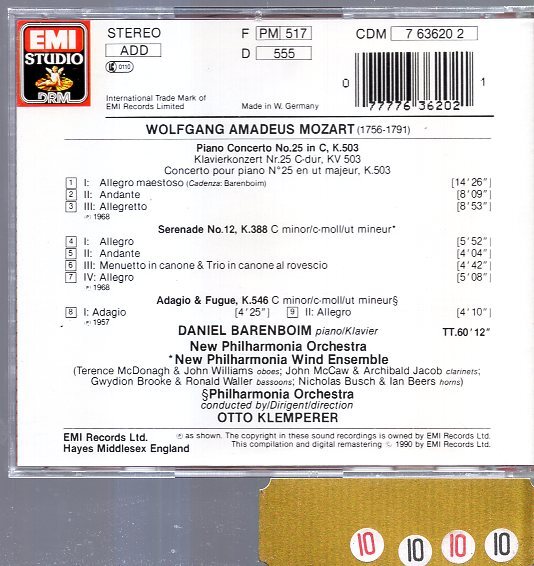 EMI
STUDIO
DRM
STEREO
ADD
0110
F PM 517
D 555
CDM 7 63620 2
International Trade Mark of
EMI Records Limited
Made in W. Germany
0 77776 36202 1
WOLFGANG AMADEUS MOZART (1756-1791)
Piano Concerto No.25 in C, K.503
Klavierkonzert Nr.25 C-dur, KV 503
Concerto pour piano N°25 en ut majeur, K.503
1 I: Allegro maestoso (Cadenza: Barenboim) [14'26"]
2 II: Andante [8'09"]
3 III: Allegretto [8'53"]
℗ 1968
Serenade No.12, K.388 C minor/c-moll/ut mineur*
4 I: Allegro [5'52"]
5 II: Andante [4'04"]
6 III: Menuetto in canone & Trio in canone al rovescio [4'42"]
7 IV: Allegro [5'08"]
℗ 1968
Adagio & Fugue, K.546 C minor/c-moll/ut mineur§
8 I: Adagio [4'25"] 9 II: Allegro [4'10"]
℗ 1957
DANIEL BARENBOIM piano/Klavier TT.60'12"
New Philharmonia Orchestra
*New Philharmonia Wind Ensemble
(Terence McDonagh & John Williams oboes; John McCaw & Archibald Jacob clarinets;
Gwydion Brooke & Ronald Waller bassoons; Nicholas Busch & Ian Beers horns)
§Philharmonia Orchestra
conducted by/Dirigent/direction
OTTO KLEMPERER
EMI Records Ltd.
Hayes Middlesex England
℗ as shown. The copyright in these sound recordings is owned by EMI Records Ltd.
This compilation and digital remastering ℗ 1990 by EMI Records Ltd.
10 10 10 10